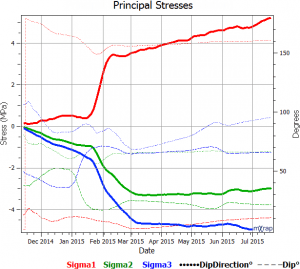 Principal Stresses
4
2
0
-2
-4
150
100
50
Stress (MPa)
Degrees
Dec 2014 Jan 2015 Feb 2015 Mar 2015 Apr 2015 May 2015 Jun 2015 Jul 2015
Date
Sigma1 Sigma2 Sigma3 DipDirection° Dip°